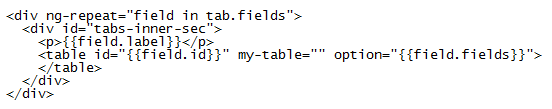 <div ng-repeat="field in tab.fields">
  <div id="tabs-inner-sec">
    <p>{{field.label}}</p>
    <table id="{{field.id}}" my-table="" option="{{field.fields}}">
    </table>
  </div>
</div>